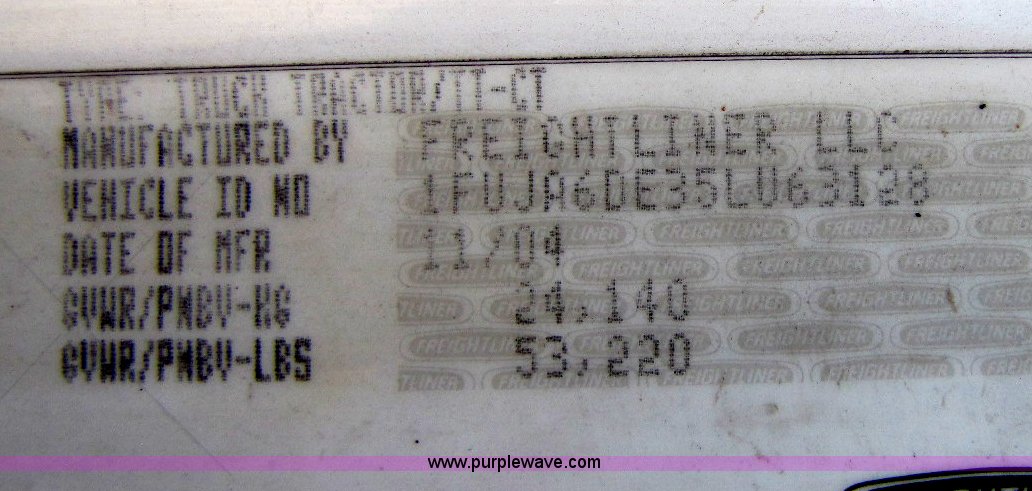 TYPE: TRUCK TRACTOR/TT-CT
MANUFACTURED BY FREIGHTLINER LLC
VEHICLE ID NO 1FUJA6DE35LU63128
DATE OF MFR 11/04
GVWR/PNBV-KG 24,140
GVWR/PNBV-LBS 53,220
www.purplewave.com